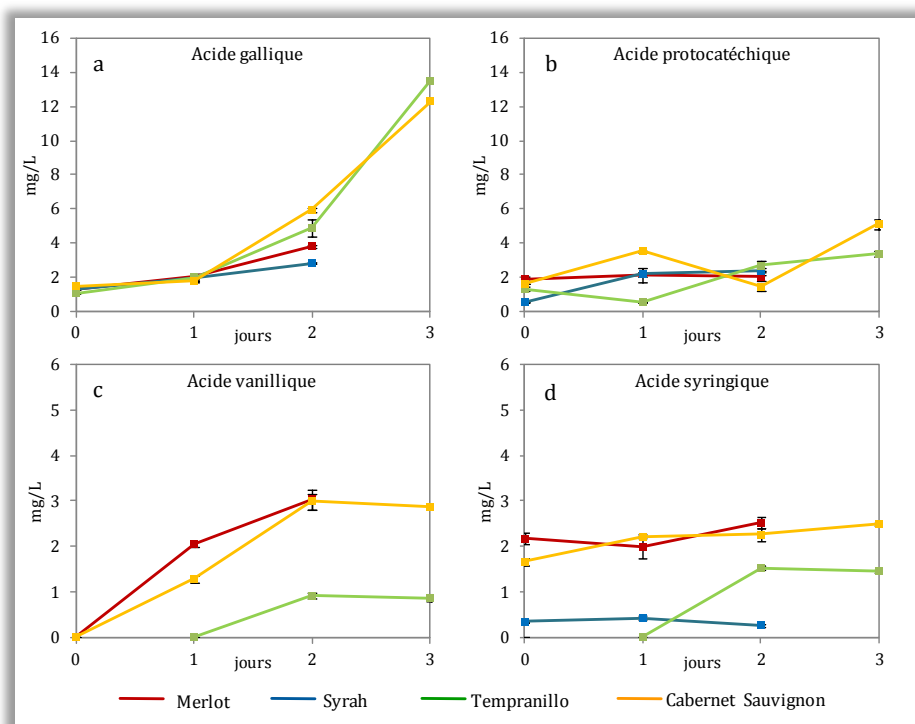 Acide gallique
a
mg/L
16
14
12
10
8
6
4
2
0
0 1 2 3
jours
Acide protocatéchique
b
mg/L
16
14
12
10
8
6
4
2
0
0 1 2 3
jours
Acide vanillique
c
mg/L
6
5
4
3
2
1
0
0 1 2 3
jours
Acide syringique
d
mg/L
6
5
4
3
2
1
0
0 1 2 3
jours
Merlot Syrah Tempranillo Cabernet Sauvignon